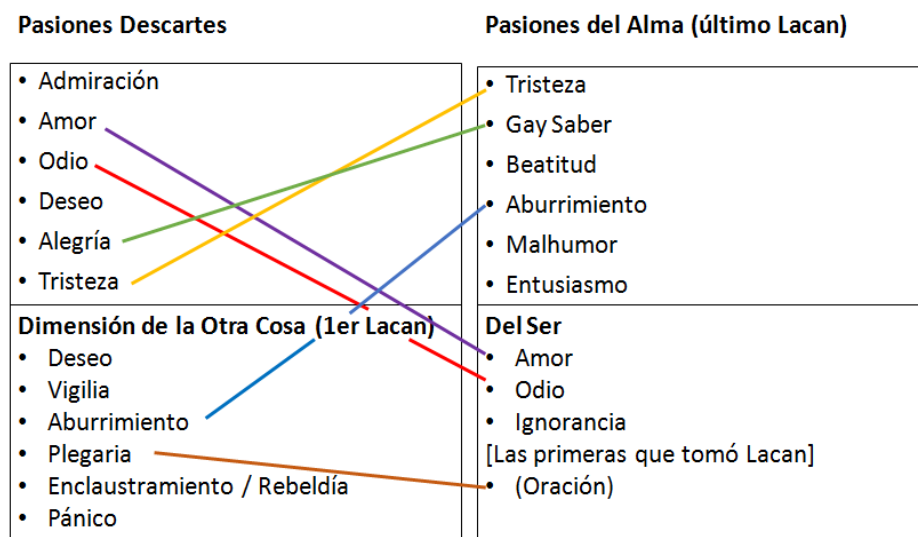 Pasiones Descartes
• Admiración
• Amor
• Odio
• Deseo
• Alegría
• Tristeza
Pasiones del Alma (último Lacan)
• Tristeza
• Gay Saber
• Beatitud
• Aburrimiento
• Malhumor
• Entusiasmo
Dimensión de la Otra Cosa (1er Lacan)
• Deseo
• Vigilia
• Aburrimiento
• Plegaria
• Enclaustramiento / Rebeldía
• Pánico
Del Ser
• Amor
• Odio
• Ignorancia
[Las primeras que tomó Lacan]
• (Oración)